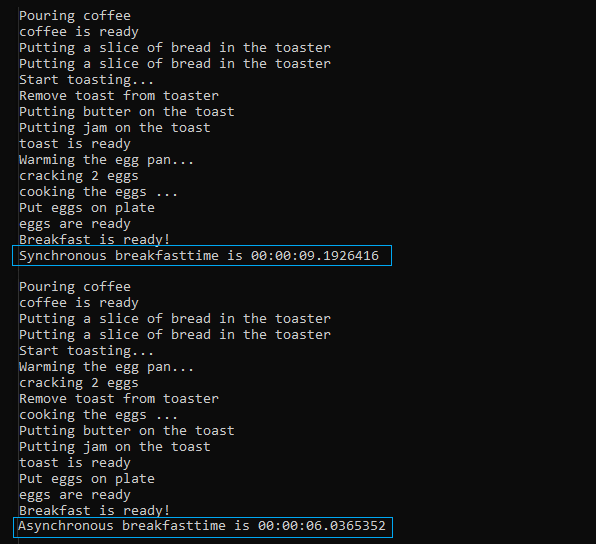 Pouring coffee
coffee is ready
Putting a slice of bread in the toaster
Putting a slice of bread in the toaster
Start toasting...
Remove toast from toaster
Putting butter on the toast
Putting jam on the toast
toast is ready
Warming the egg pan...
cracking 2 eggs
cooking the eggs ...
Put eggs on plate
eggs are ready
Breakfast is ready!
Synchronous breakfasttime is 00:00:09.1926416
Pouring coffee
coffee is ready
Putting a slice of bread in the toaster
Putting a slice of bread in the toaster
Start toasting...
Warming the egg pan...
cracking 2 eggs
Remove toast from toaster
cooking the eggs ...
Putting butter on the toast
Putting jam on the toast
toast is ready
Put eggs on plate
eggs are ready
Breakfast is ready!
Asynchronous breakfasttime is 00:00:06.0365352